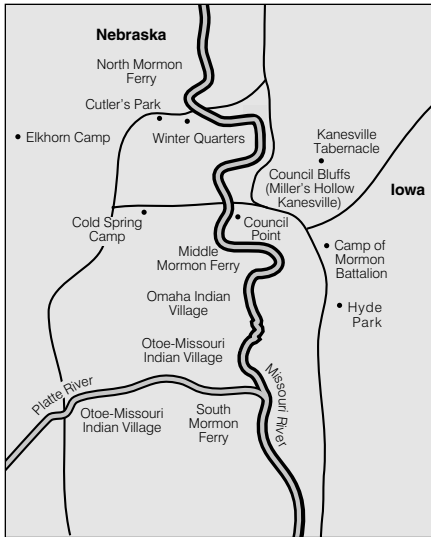 Nebraska
North Mormon
Ferry
Cutler's Park
Elkhorn Camp
Winter Quarters
Kanesville
Tabernacle
Council Bluffs
(Miller's Hollow
Kanesville)
Iowa
Cold Spring
Camp
Council
Point
Middle
Mormon Ferry
Camp of
Mormon
Battalion
Omaha Indian
Village
Hyde
Park
Otoe-Missouri
Indian Village
Platte River
Missouri River
Otoe-Missouri
Indian Village
South
Mormon
Ferry